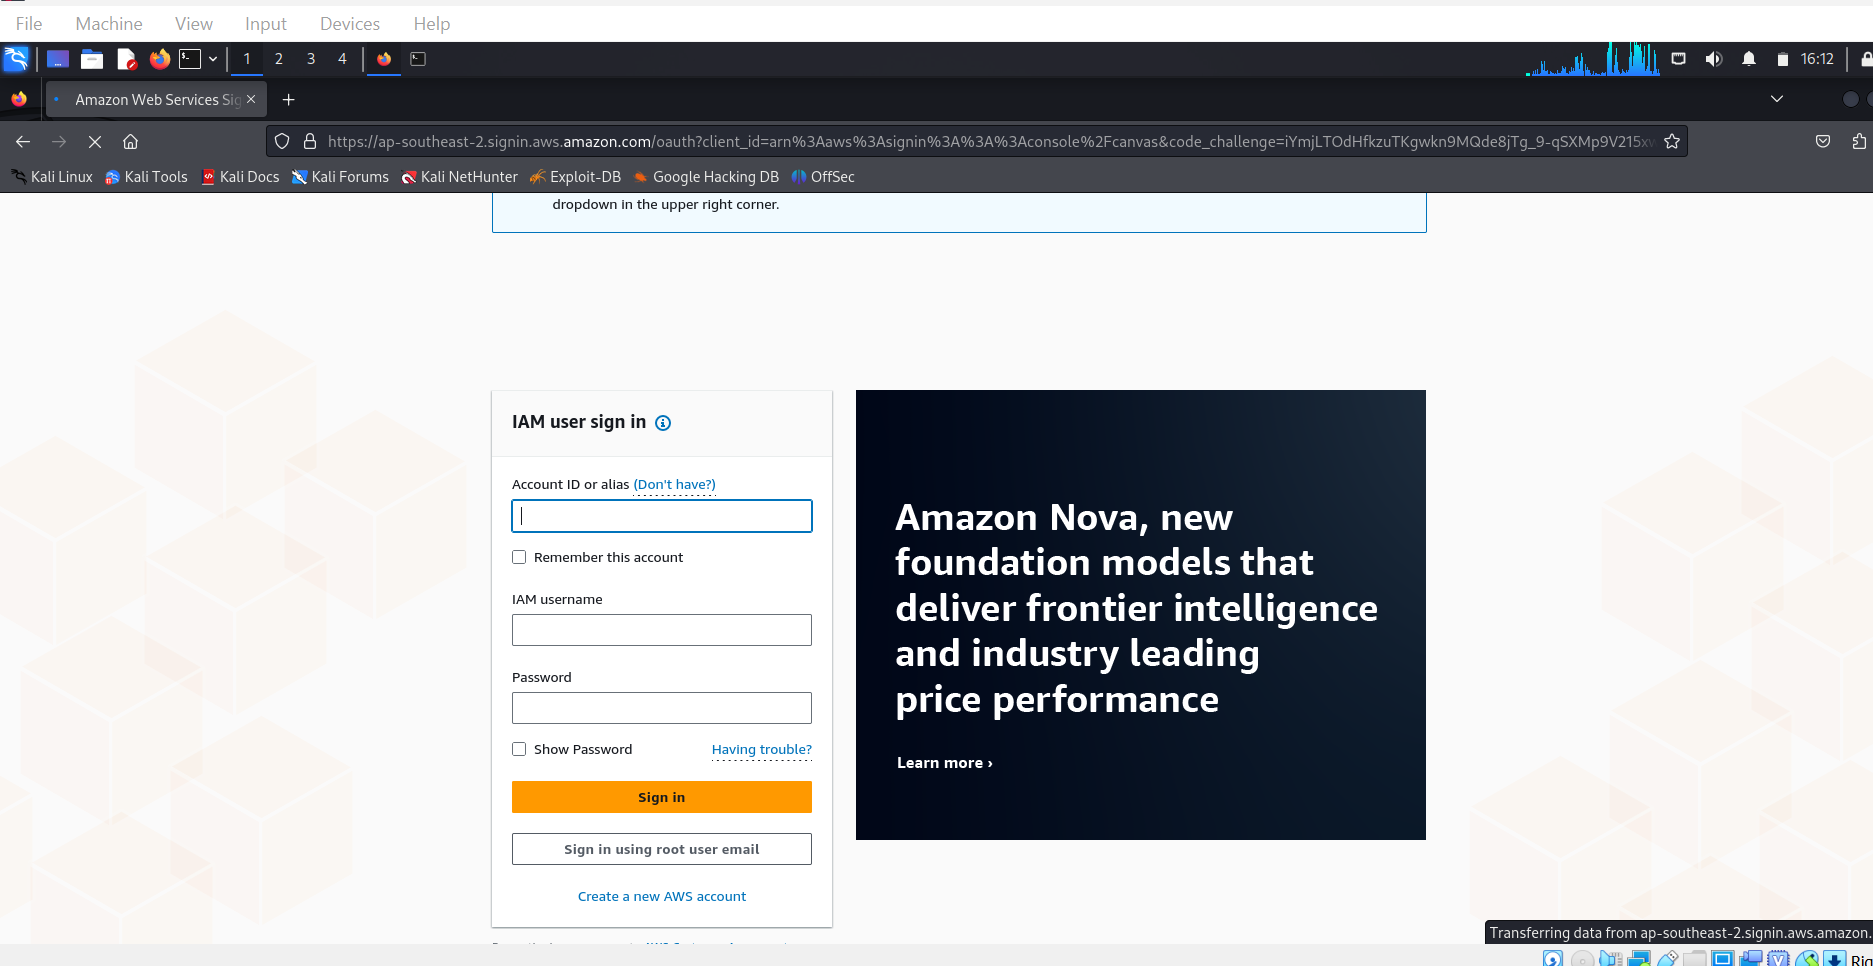 File Machine View Input Devices Help
1 2 3 4 16:12
Amazon Web Services Sig
https://ap-southeast-2.signin.aws.amazon.com/oauth?client_id=arn%3Aaws%3Asignin%3A%3A%3Aconsole%2Fcanvas&code_challenge=iYmjLTOdHfkzuTKgwkn9MQde8jTg_9-qSXMp9V215xw
Kali Linux Kali Tools Kali Docs Kali Forums Kali NetHunter Exploit-DB Google Hacking DB OffSec
dropdown in the upper right corner.
IAM user sign in
Account ID or alias (Don't have?)
Remember this account
IAM username
Password
Show Password Having trouble?
Sign in
Sign in using root user email
Create a new AWS account
Amazon Nova, new
foundation models that
deliver frontier intelligence
and industry leading
price performance
Learn more ›
Transferring data from ap-southeast-2.signin.aws.amazon.
Rig